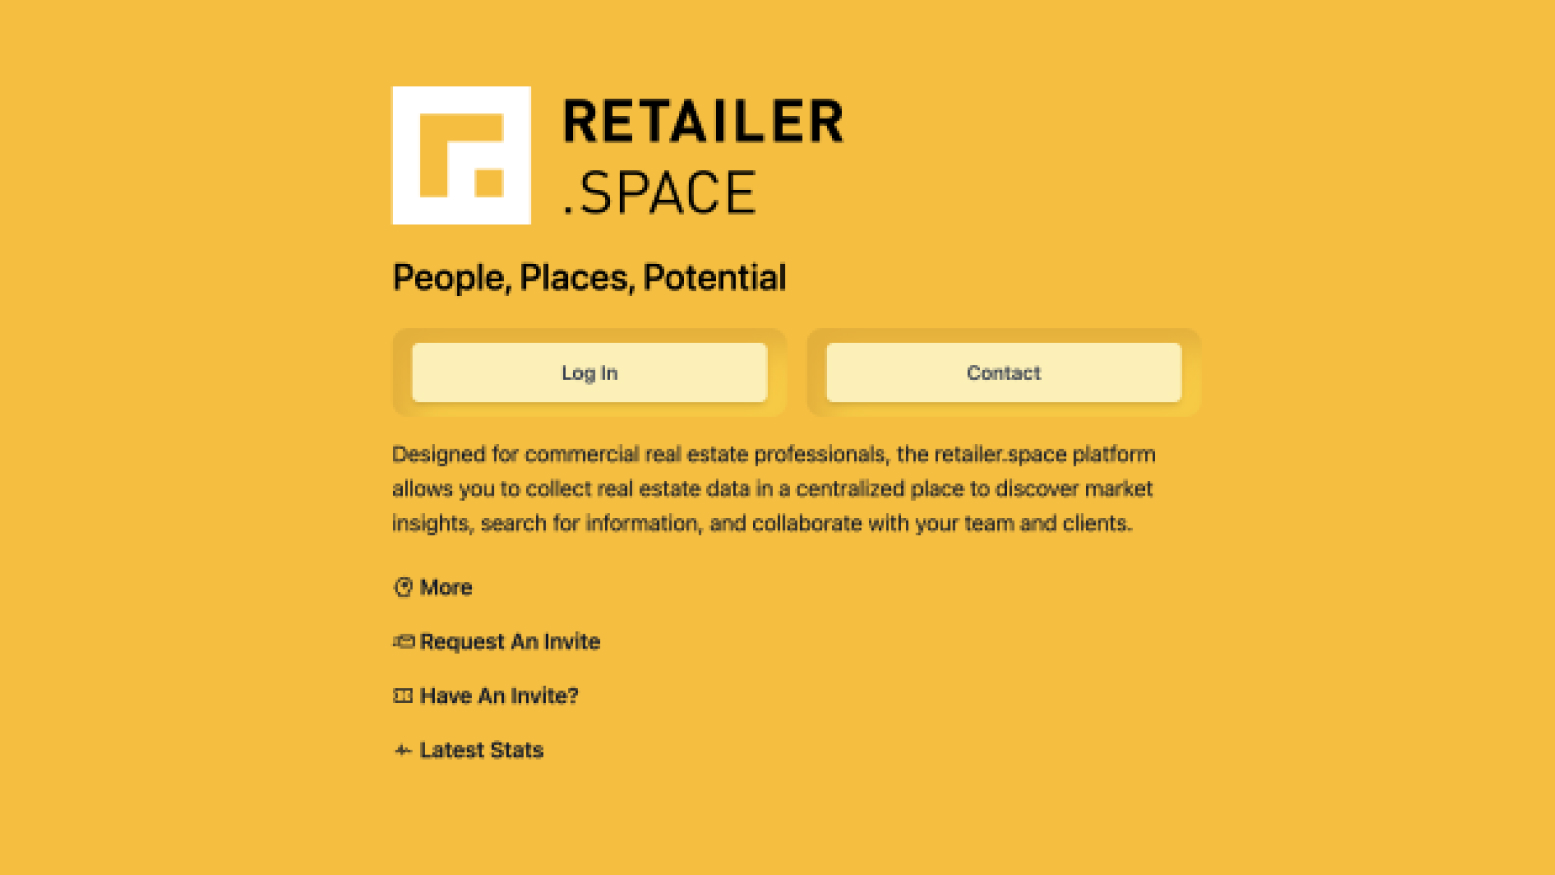 RETAILER
.SPACE
People, Places, Potential
Log In
Contact
Designed for commercial real estate professionals, the retailer.space platform
allows you to collect real estate data in a centralized place to discover market
insights, search for information, and collaborate with your team and clients.
More
Request An Invite
Have An Invite?
Latest Stats